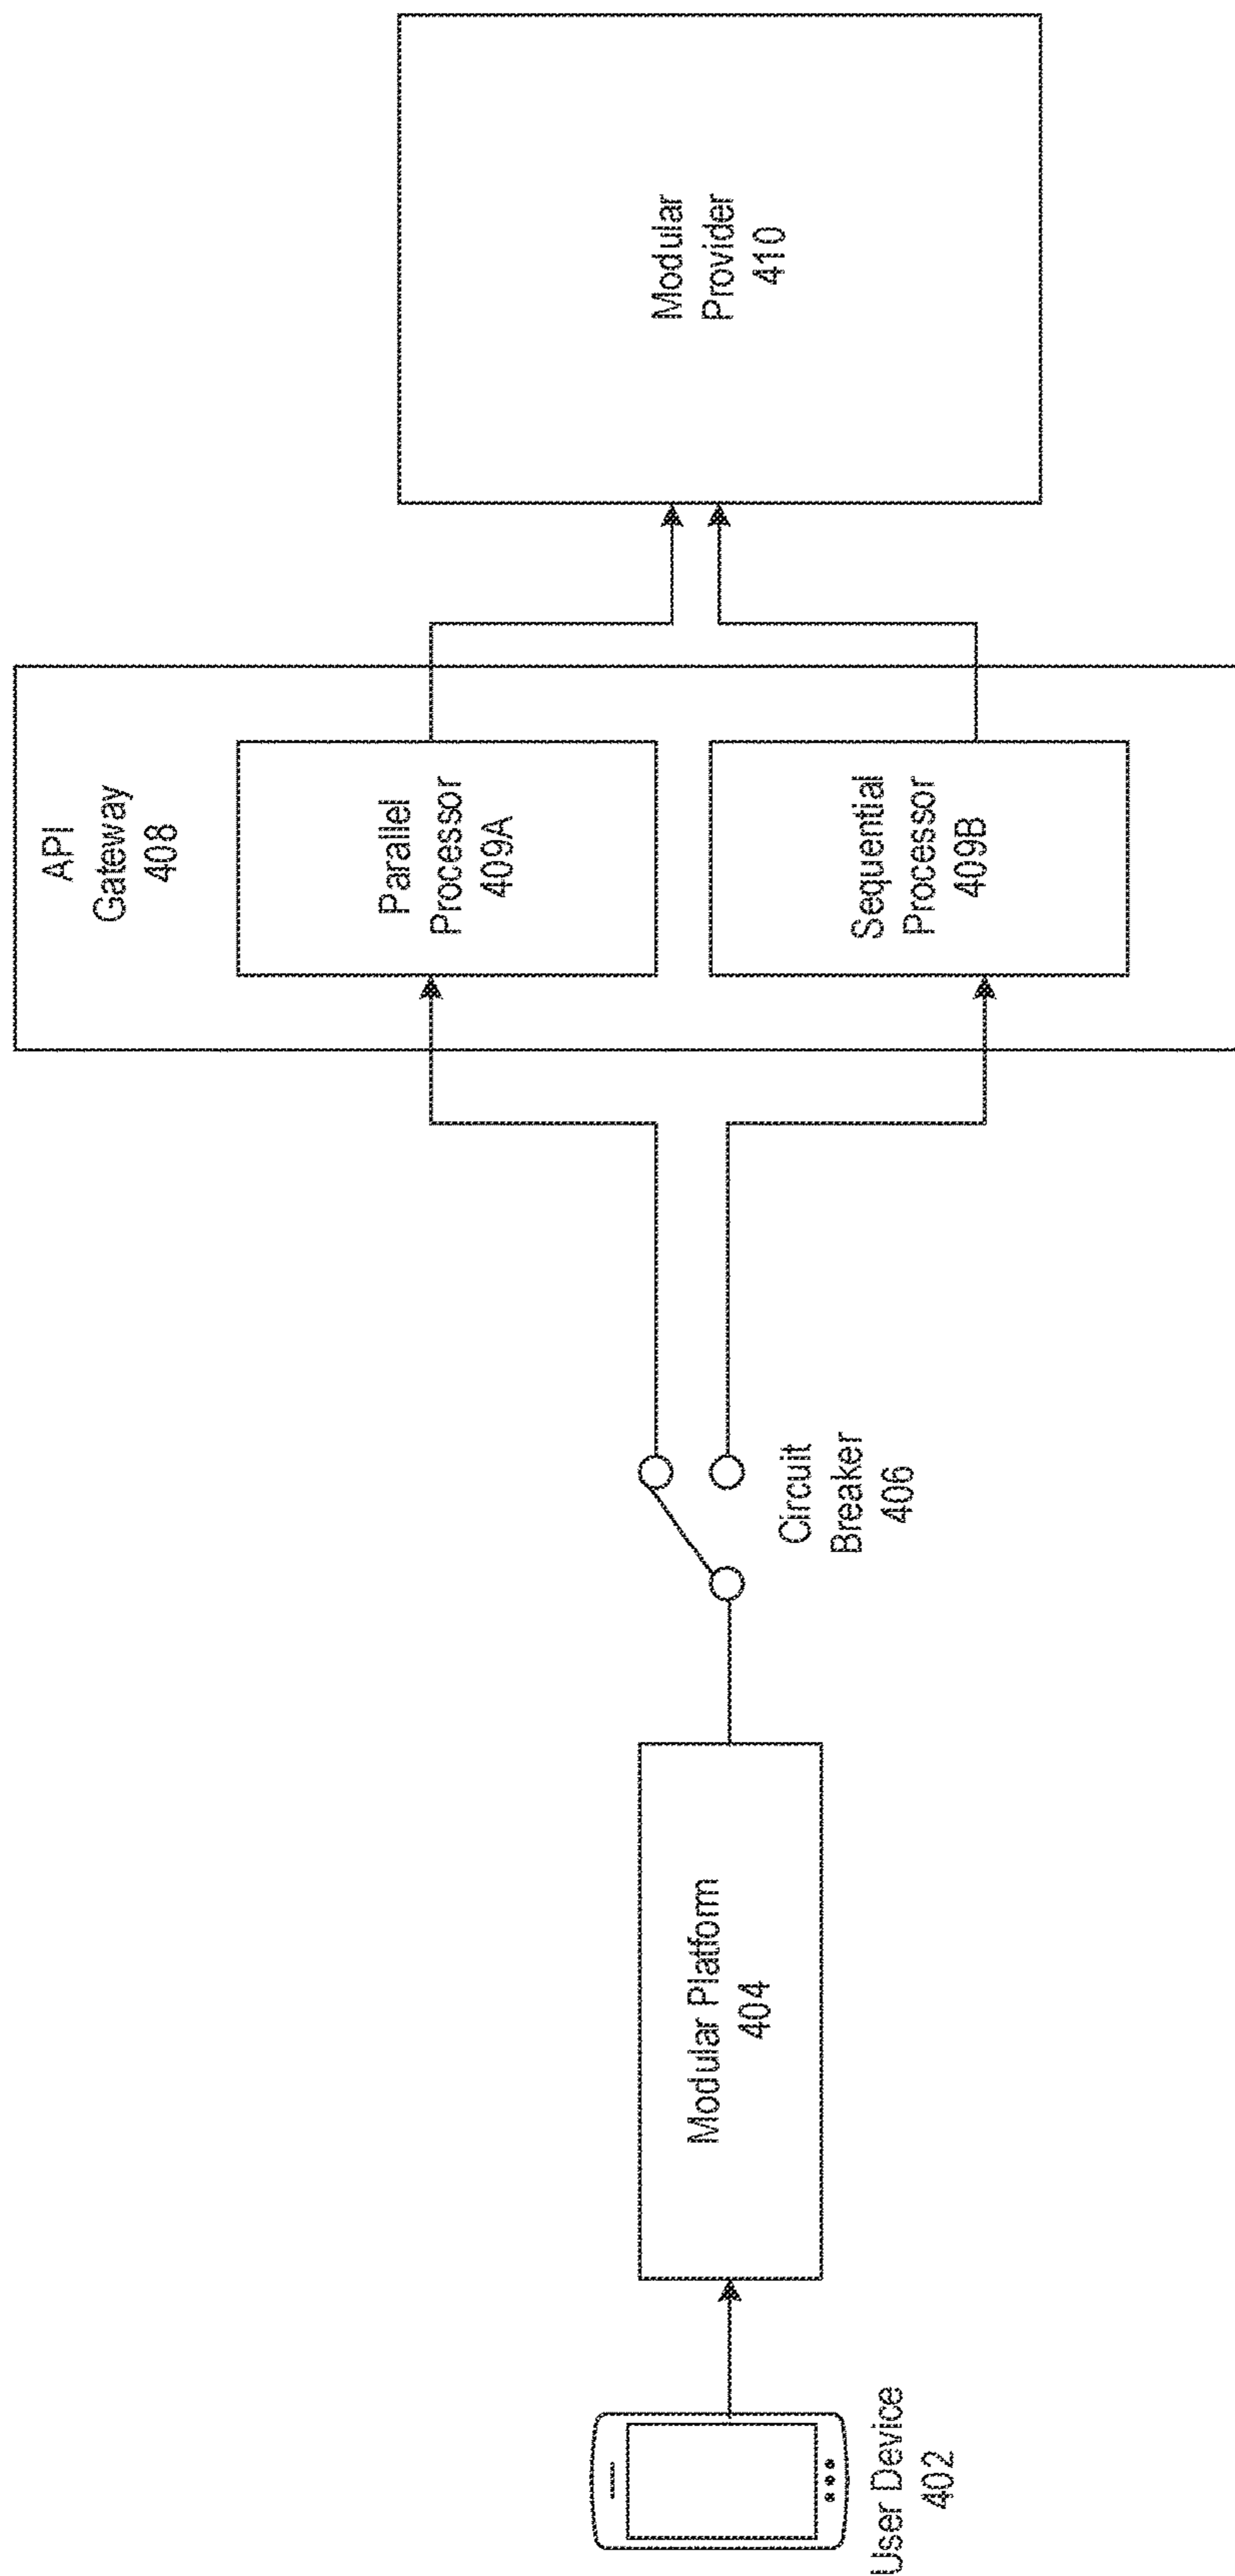 User Device
402
Modular Platform
404
Circuit
Breaker
406
API
Gateway
408
Parallel
Processor
409A
Sequential
Processor
409B
Modular
Provider
410